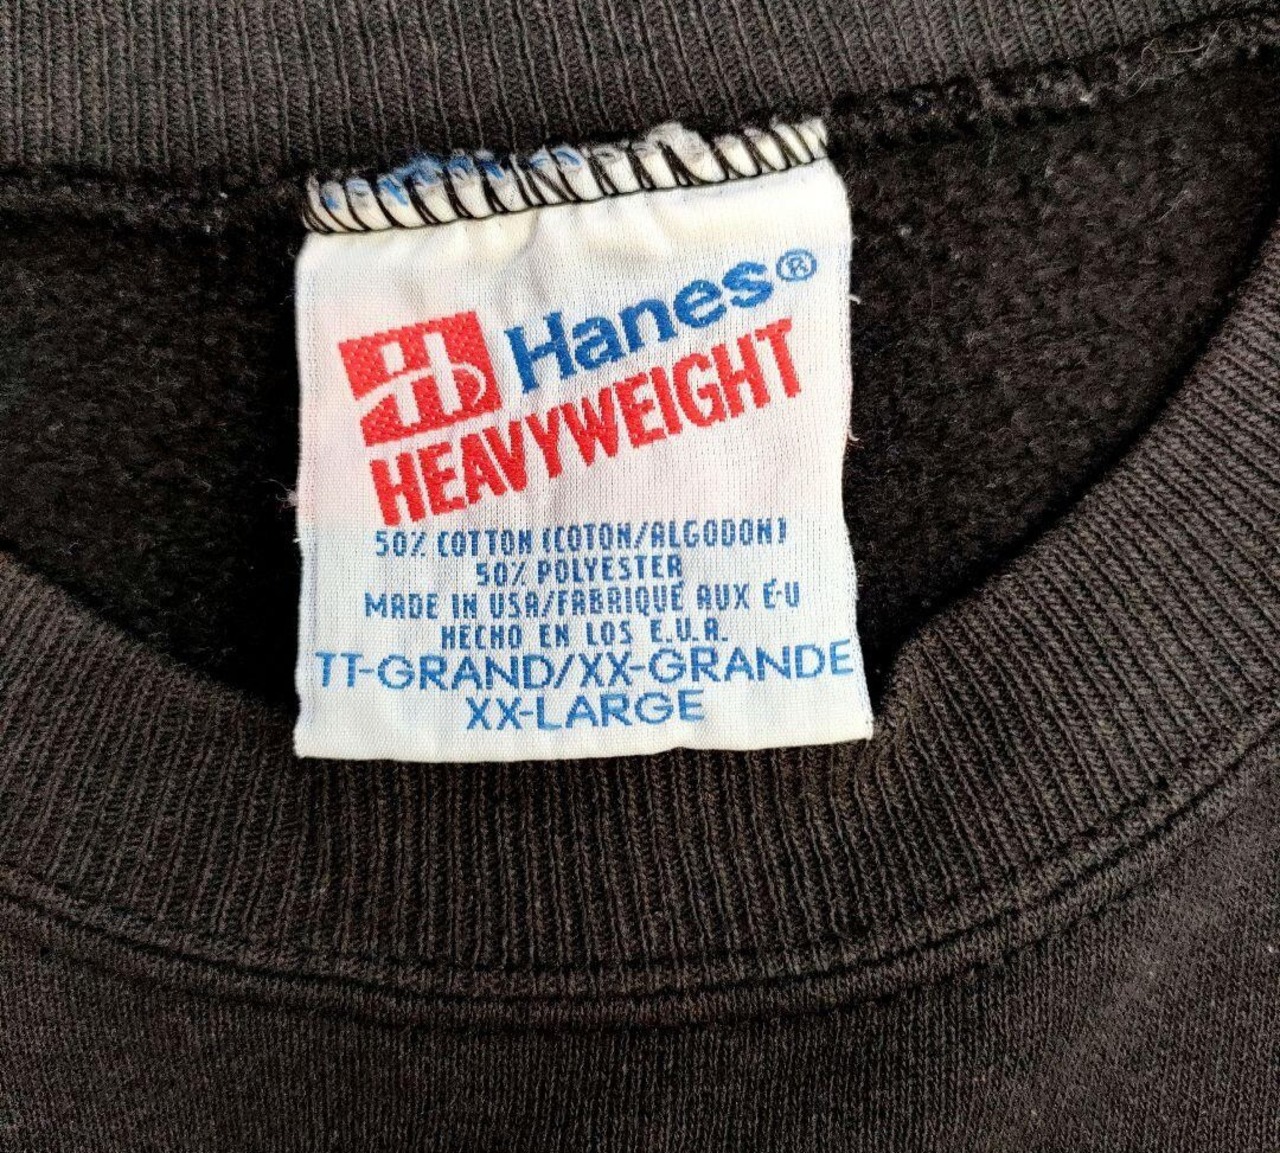 Hanes®
HEAVYWEIGHT
50% COTTON (COTON/ALGODON)
50% POLYESTER
MADE IN USA/FABRIQUÉ AUX É-U
HECHO EN LOS E.U.A.
TT-GRAND/XX-GRANDE
XX-LARGE